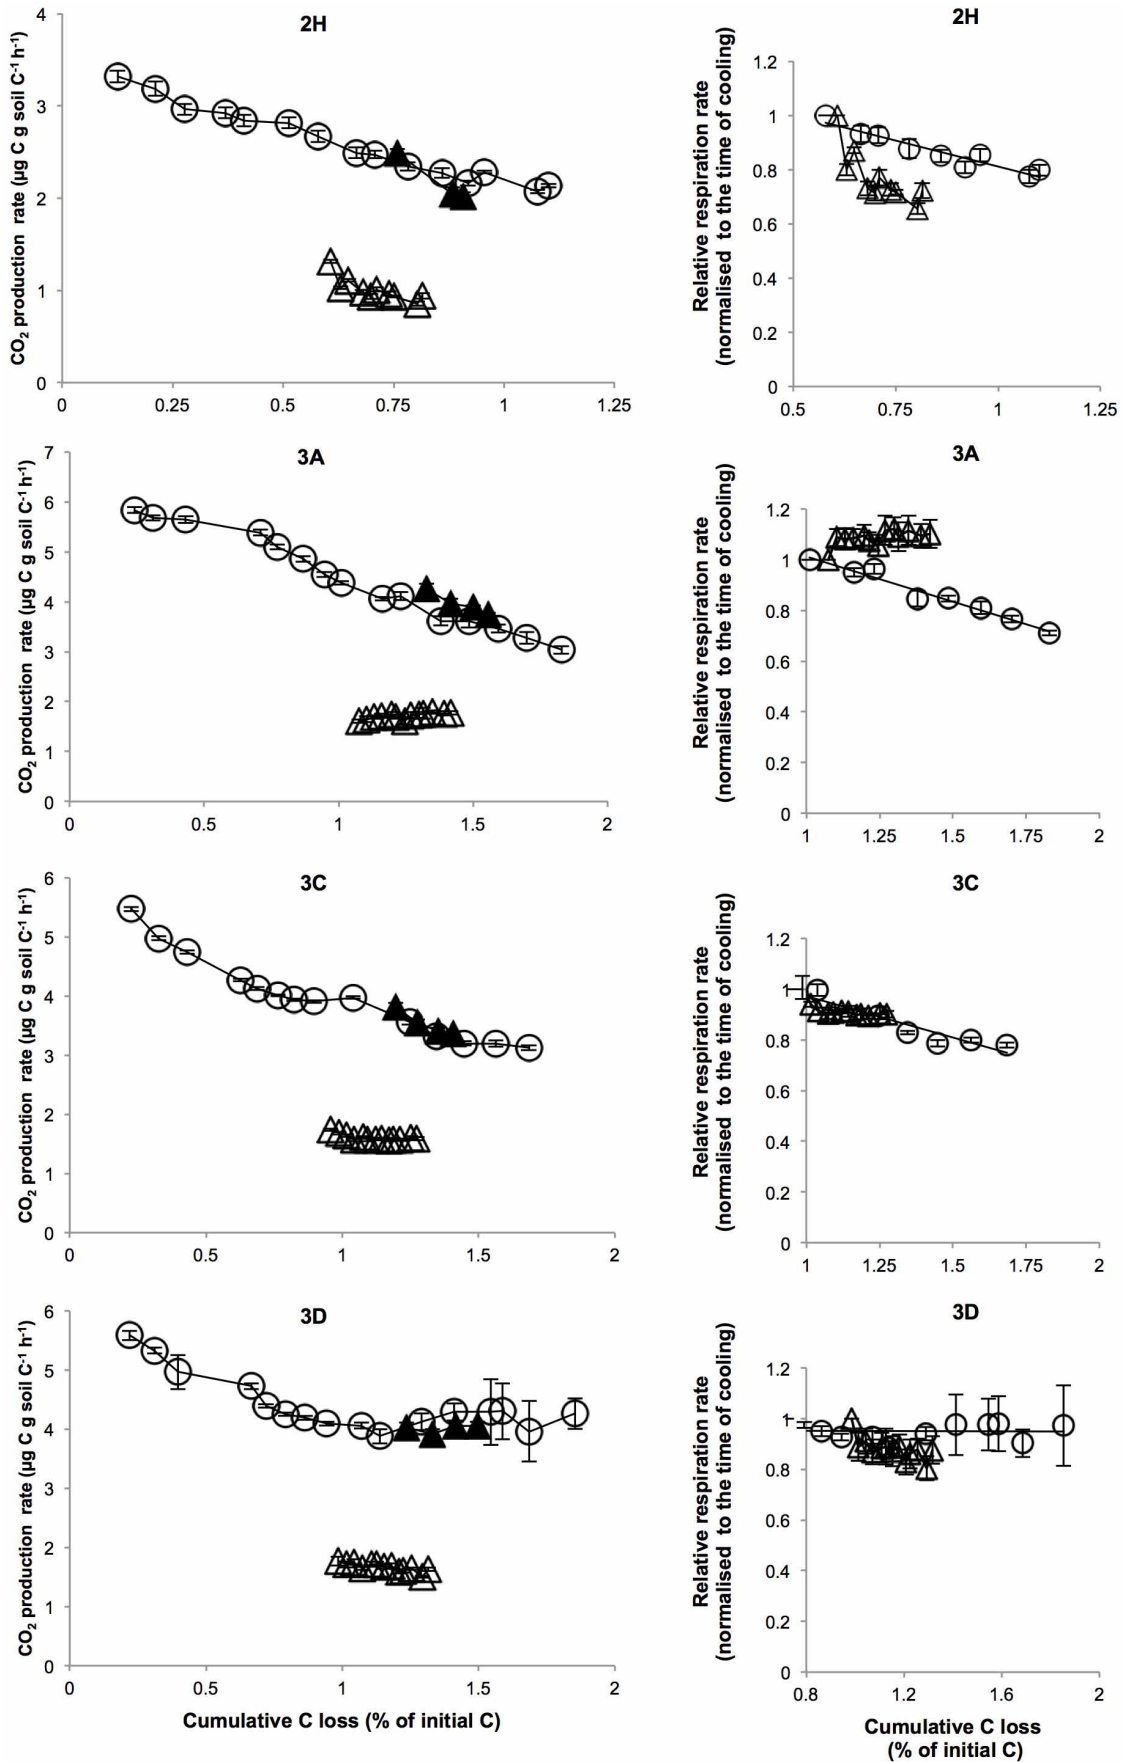 2H
CO2 production rate (µg C g soil C-1 h-1)
4
3
2
1
0
0 0.25 0.5 0.75 1 1.25
2H
Relative respiration rate
(normalised to the time of cooling)
1.2
1
0.8
0.6
0.4
0.2
0
0.5 0.75 1 1.25
3A
CO2 production rate (µg C g soil C-1 h-1)
7
6
5
4
3
2
1
0
0 0.5 1 1.5 2
3A
Relative respiration rate
(normalised to the time of cooling)
1.2
1
0.8
0.6
0.4
0.2
0
1 1.25 1.5 1.75 2
3C
CO2 production rate (µg C g soil C-1 h-1)
6
5
4
3
2
1
0
0 0.5 1 1.5 2
3C
Relative respiration rate
(normalised to the time of cooling)
1.2
1
0.8
0.6
0.4
0.2
0
1 1.25 1.5 1.75 2
3D
CO2 production rate (µg C g soil C-1 h-1)
6
5
4
3
2
1
0
0 0.5 1 1.5 2
Cumulative C loss (% of initial C)
3D
Relative respiration rate
(normalised to the time of cooling)
1.2
1
0.8
0.6
0.4
0.2
0
0.8 1.2 1.6 2
Cumulative C loss
(% of initial C)